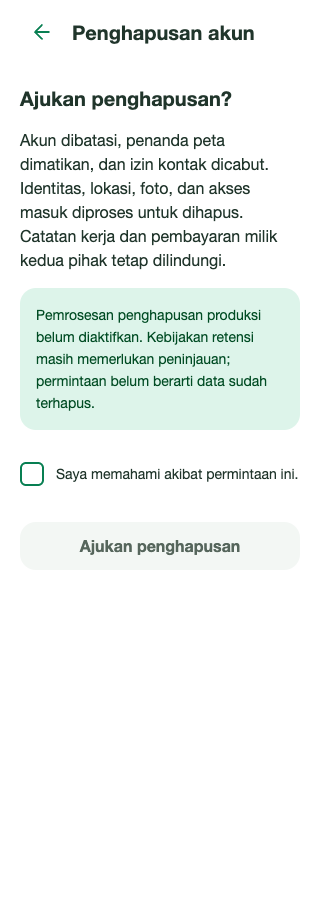 Penghapusan akun
Ajukan penghapusan?
Akun dibatasi, penanda peta
dimatikan, dan izin kontak dicabut.
Identitas, lokasi, foto, dan akses
masuk diproses untuk dihapus.
Catatan kerja dan pembayaran milik
kedua pihak tetap dilindungi.
Pemrosesan penghapusan produksi
belum diaktifkan. Kebijakan retensi
masih memerlukan peninjauan;
permintaan belum berarti data sudah
terhapus.
Saya memahami akibat permintaan ini.
Ajukan penghapusan